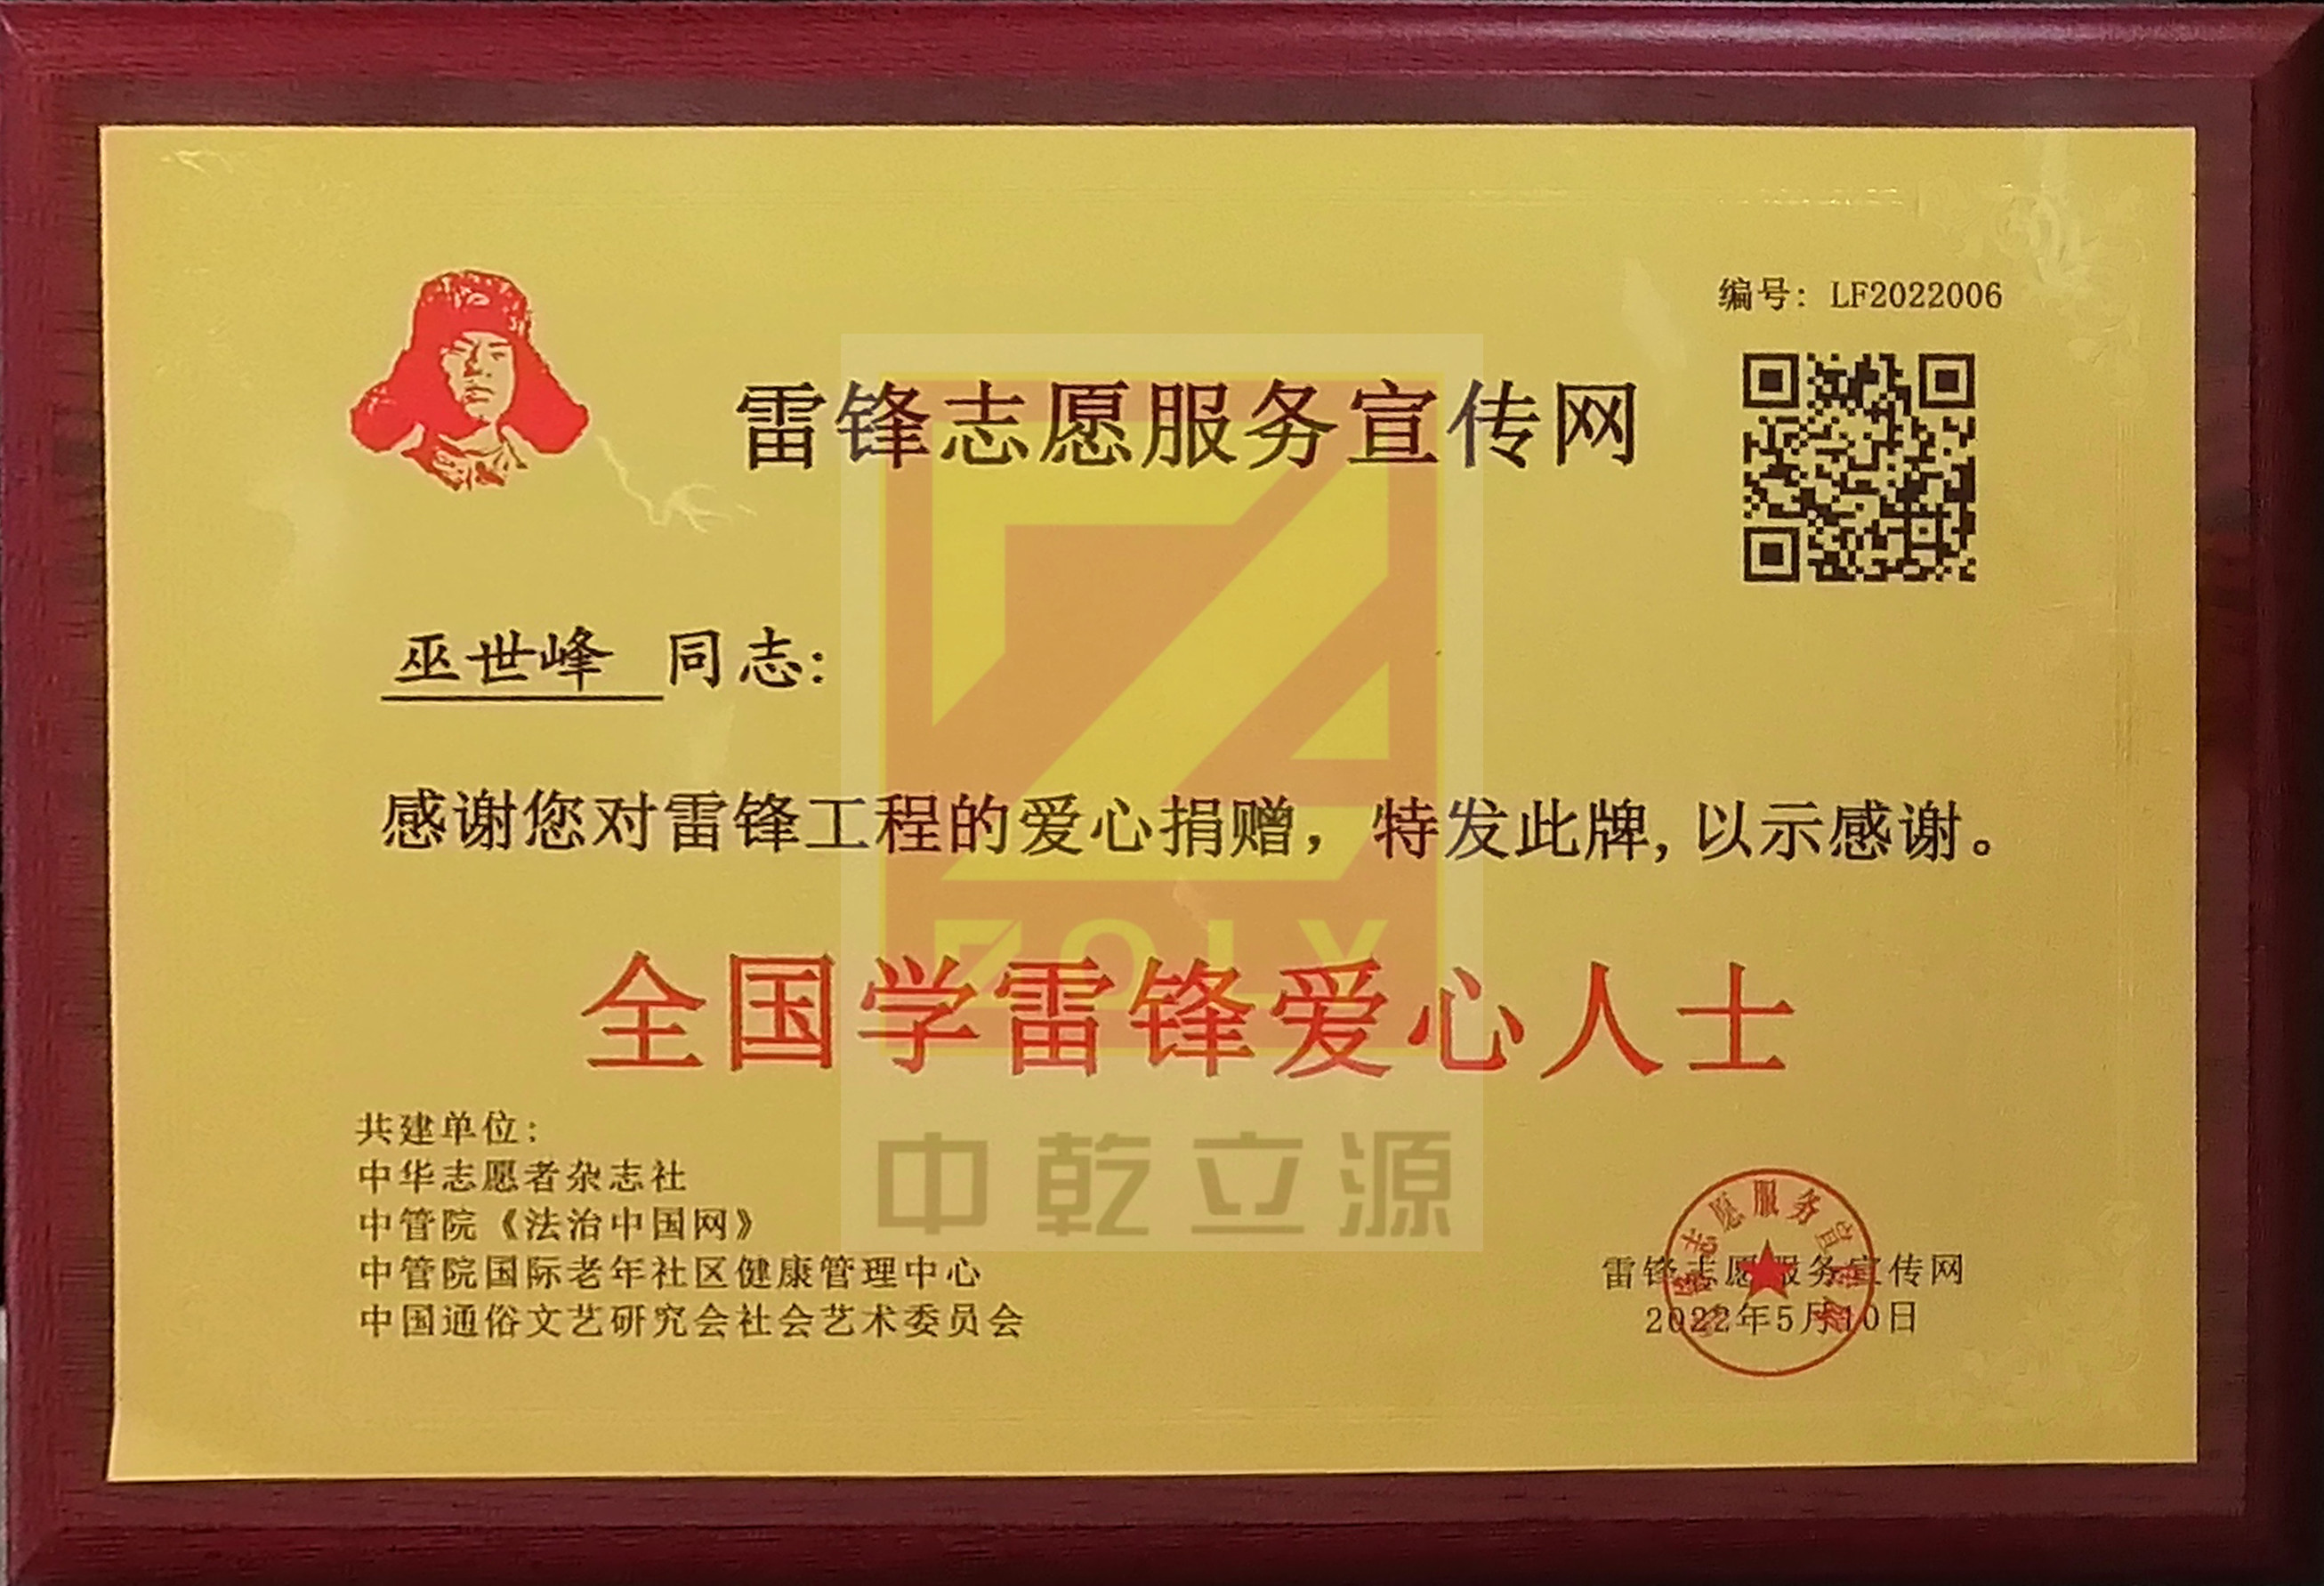 编号: LF2022006
雷锋志愿服务宣传网
巫世峰 同志:
感谢您对雷锋工程的爱心捐赠，特发此牌,以示感谢。
ZOLY
全国学雷锋爱心人士
中乾立源
共建单位:
中华志愿者杂志社
中管院《法治中国网》
中管院国际老年社区健康管理中心
中国通俗文艺研究会社会艺术委员会
志愿服务宣
雷锋志愿服务宣传网
2022年5月10日